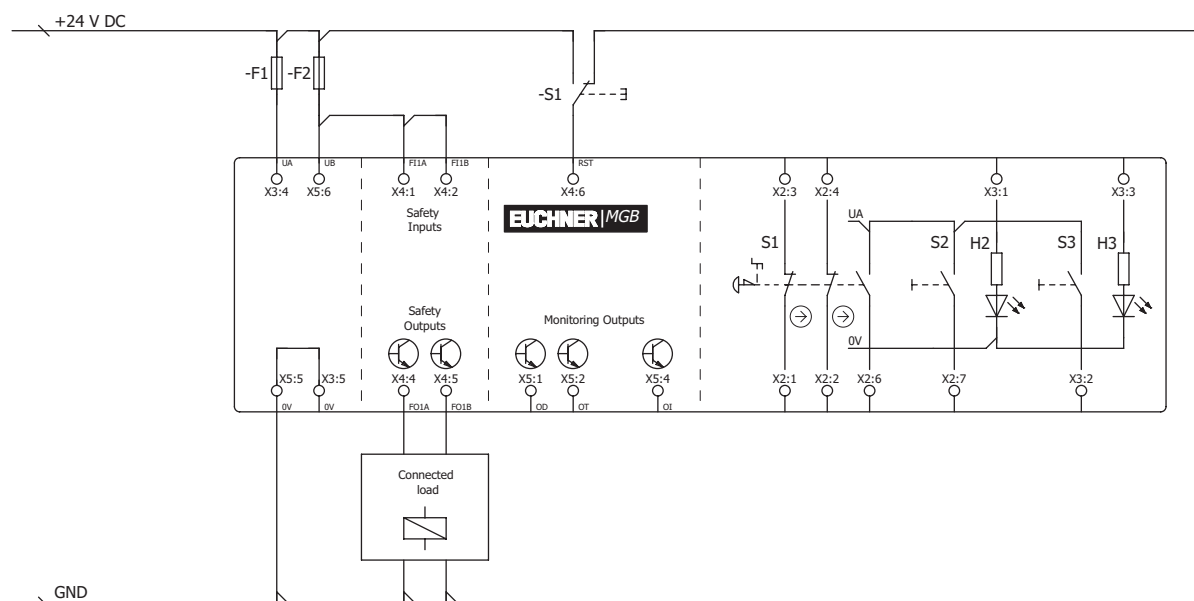 +24 V DC
-F1 -F2
-S1
UA UB FI1A FI1B RST
X3:4 X5:6 X4:1 X4:2 X4:6 X2:3 X2:4 X3:1 X3:3
Safety
Inputs
EUCHNER|MGB
UA
S1 S2 H2 S3 H3
Safety
Outputs
Monitoring Outputs
0V
X5:5 X3:5 X4:4 X4:5 X5:1 X5:2 X5:4 X2:1 X2:2 X2:6 X2:7 X3:2
0V 0V FO1A FO1B OD OT OI
Connected
load
GND